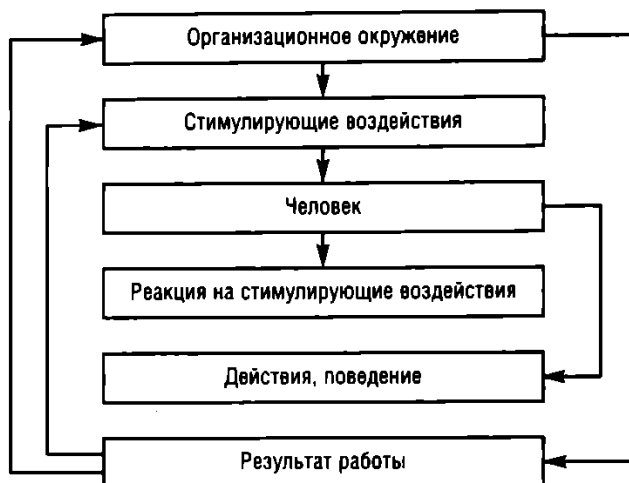 Организационное окружение
Стимулирующие воздействия
Человек
Реакция на стимулирующие воздействия
Действия, поведение
Результат работы